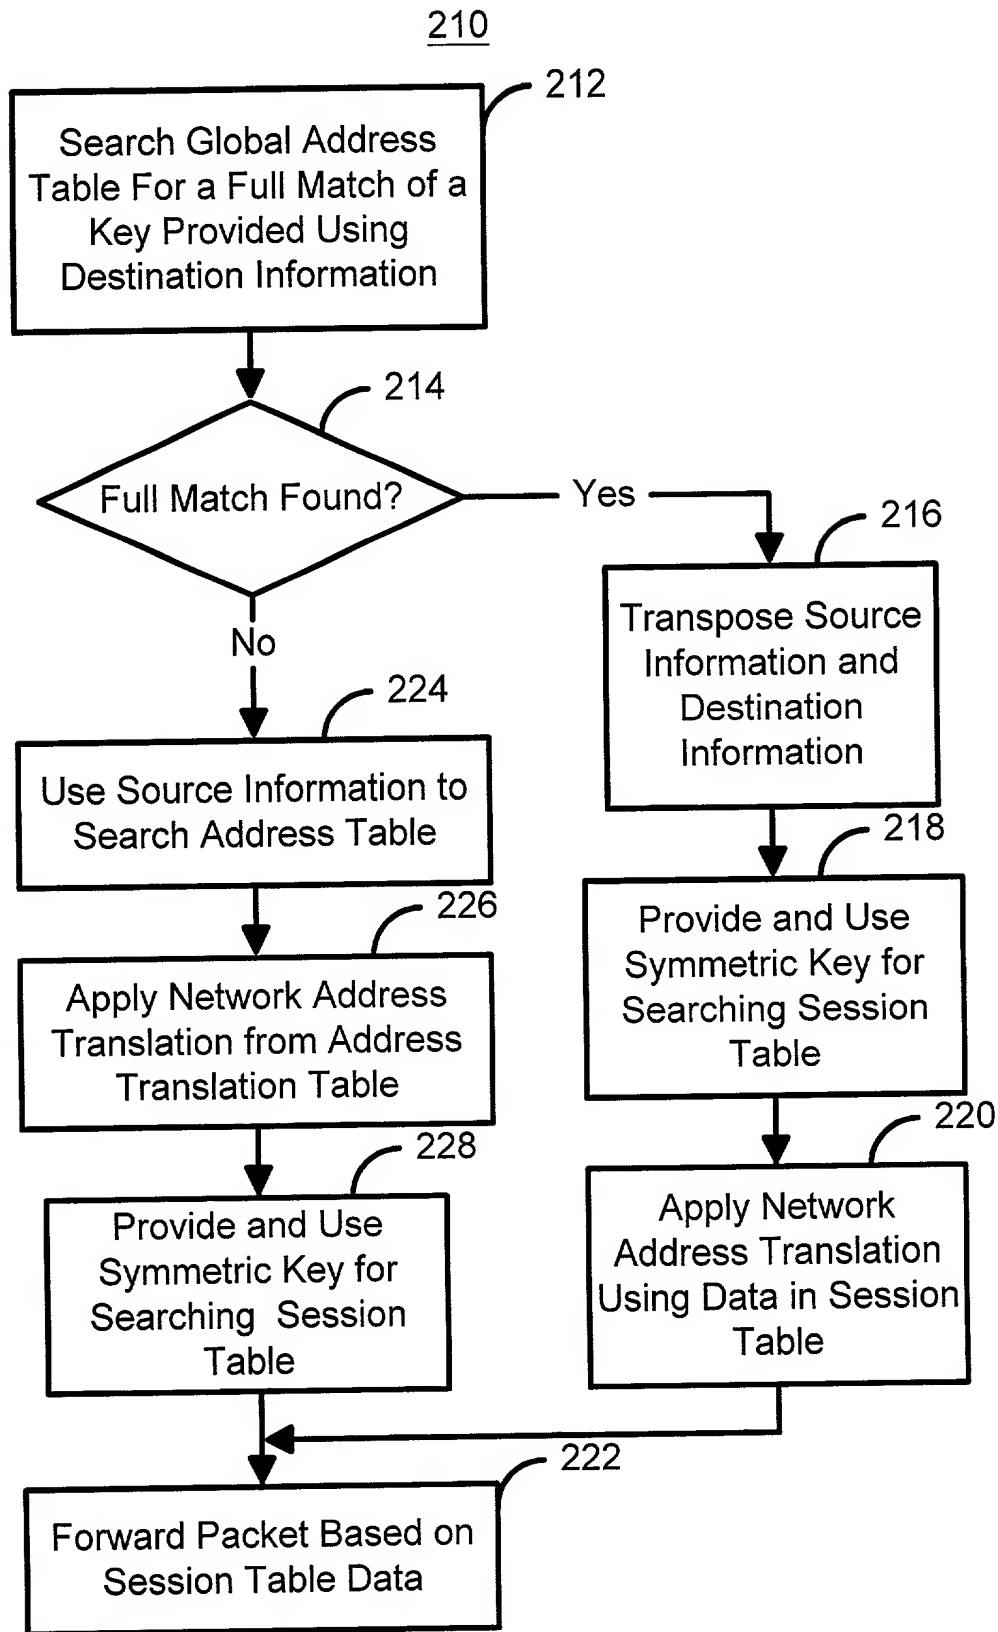 210
212
Search Global Address
Table For a Full Match of a
Key Provided Using
Destination Information
214
Full Match Found?
Yes
No
216
Transpose Source
Information and
Destination
Information
224
Use Source Information to
Search Address Table
218
Provide and Use
Symmetric Key for
Searching Session
Table
226
Apply Network Address
Translation from Address
Translation Table
220
Apply Network
Address Translation
Using Data in Session
Table
228
Provide and Use
Symmetric Key for
Searching Session
Table
222
Forward Packet Based on
Session Table Data